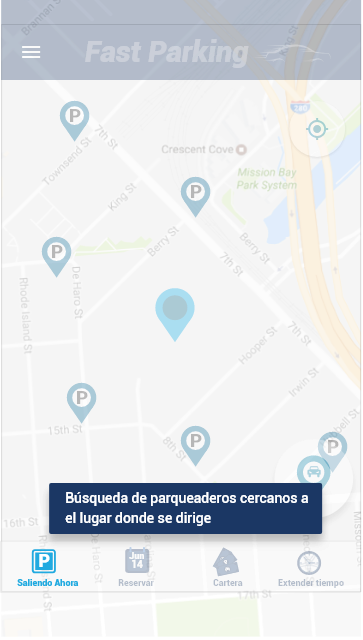 Brannan St
Fast Parking
280
7th St
Townsend St
Crescent Cove
Mission Bay
Park System
King St
Berry St
Berry St
7th St
Rhode Island St
De Haro St
7th St
Hooper St
Irwin St
15th St
8th St
Búsqueda de parqueaderos cercanos a
el lugar donde se dirige
16th St
P
Jun
14
Saliendo Ahora
Reservar
Cartera
Extender tiempo
17th St